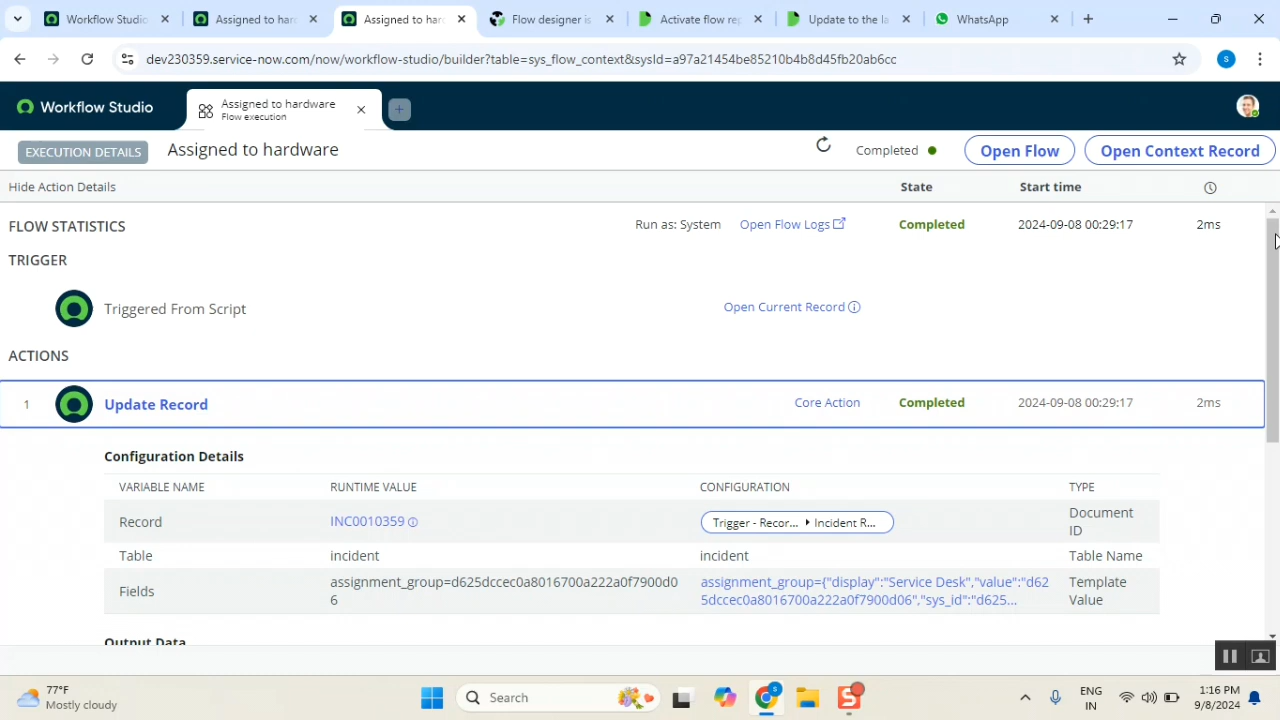 Workflow Studio
Assigned to har
Assigned to har
Flow designer is
Activate flow rep
Update to the la
WhatsApp
dev230359.service-now.com/now/workflow-studio/builder?table=sys_flow_context&sysId=a97a21454be85210b4b8d45fb20ab6cc
S
Workflow Studio
Assigned to hardware
Flow execution
EXECUTION DETAILS
Assigned to hardware
Completed
Open Flow
Open Context Record
Hide Action Details
State
Start time
FLOW STATISTICS
Run as: System
Open Flow Logs
Completed
2024-09-08 00:29:17
2ms
TRIGGER
Triggered From Script
Open Current Record
ACTIONS
1
Update Record
Core Action
Completed
2024-09-08 00:29:17
2ms
Configuration Details
VARIABLE NAME
RUNTIME VALUE
CONFIGURATION
TYPE
Record
INC0010359
Trigger - Recor...
Incident R...
Document
ID
Table
incident
incident
Table Name
Fields
assignment_group=d625dccec0a8016700a222a0f7900d0
6
assignment_group={"display":"Service Desk","value":"d62
5dccec0a8016700a222a0f7900d06","sys_id":"d625...
Template
Value
Output Data
77°F
Mostly cloudy
Search
ENG
IN
1:16 PM
9/8/2024